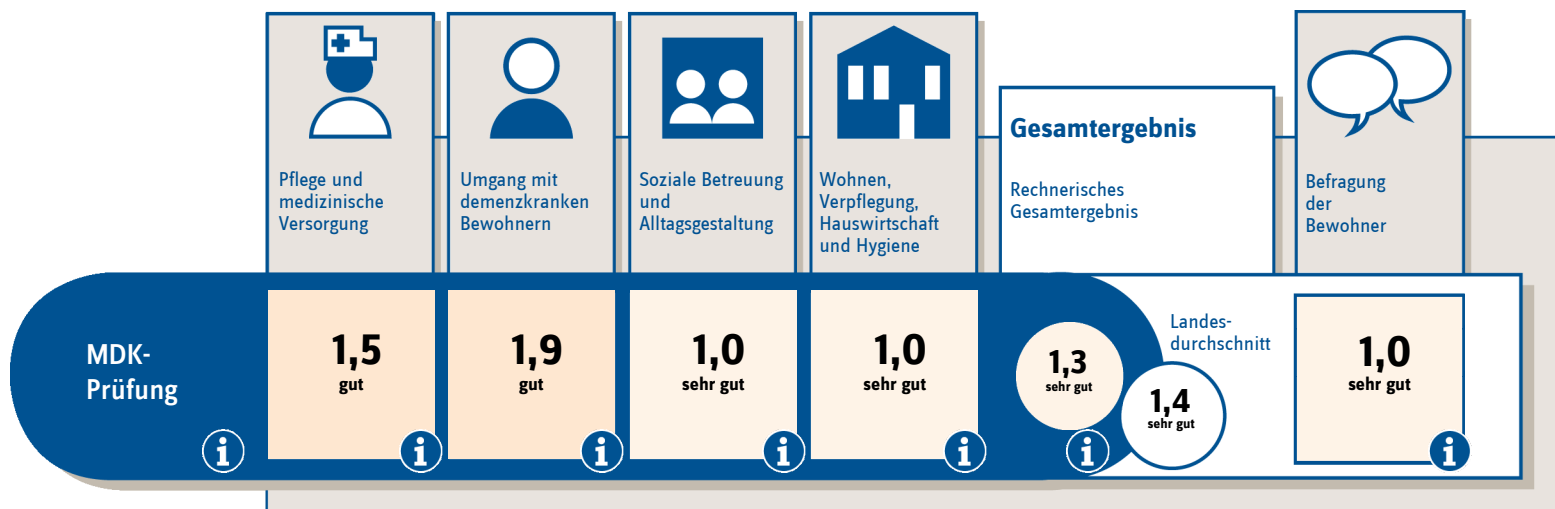 Pflege und
medizinische
Versorgung
Umgang mit
demenzkranken
Bewohnern
Soziale Betreuung
und
Alltagsgestaltung
Wohnen,
Verpflegung,
Hauswirtschaft
und Hygiene
Gesamtergebnis
Rechnerisches
Gesamtergebnis
Befragung
der
Bewohner
MDK-
Prüfung
i
1,5
gut
i
1,9
gut
i
1,0
sehr gut
i
1,0
sehr gut
i
1,3
sehr gut
i
Landes-
durchschnitt
1,4
sehr gut
1,0
sehr gut
i